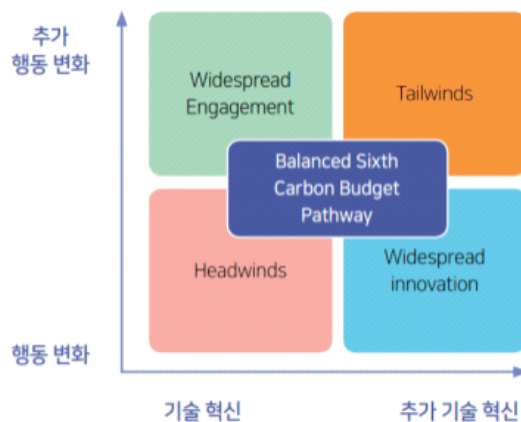 추가
행동 변화
Widespread
Engagement
Tailwinds
Balanced Sixth
Carbon Budget
Pathway
Headwinds
Widespread
innovation
행동 변화
기술 혁신
추가 기술 혁신